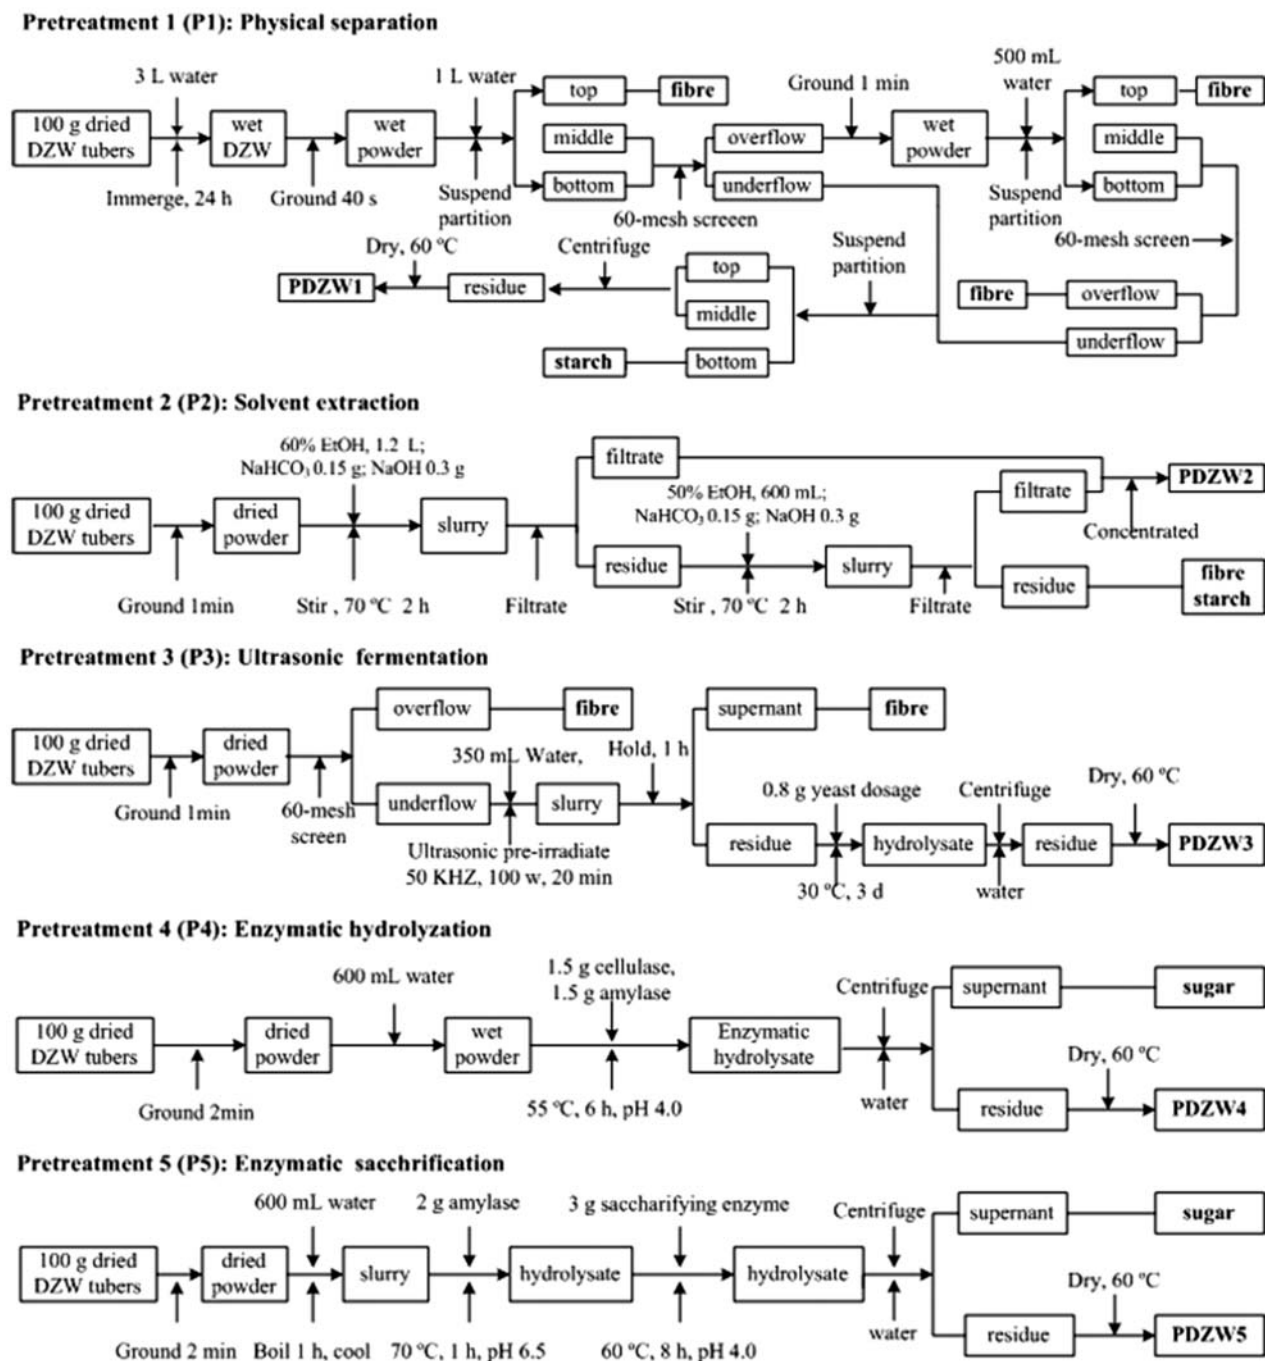 Pretreatment 1 (P1): Physical separation
3 L water
1 L water
500 mL
water
Ground 1 min
top
fibre
top
fibre
100 g dried
DZW tubers
wet
DZW
wet
powder
middle
overflow
wet
powder
middle
bottom
underflow
bottom
Immerge, 24 h
Ground 40 s
Suspend
partition
60-mesh screeen
Suspend
partition
60-mesh screen
Dry, 60 ºC
Centrifuge
Suspend
partition
PDZW1
residue
top
middle
starch
bottom
fibre
overflow
underflow
Pretreatment 2 (P2): Solvent extraction
60% EtOH, 1.2 L;
NaHCO3 0.15 g; NaOH 0.3 g
filtrate
50% EtOH, 600 mL;
NaHCO3 0.15 g; NaOH 0.3 g
filtrate
PDZW2
Concentrated
100 g dried
DZW tubers
dried
powder
slurry
residue
slurry
residue
fibre
starch
Ground 1min
Stir , 70 ºC 2 h
Filtrate
Stir , 70 ºC 2 h
Filtrate
Pretreatment 3 (P3): Ultrasonic fermentation
overflow
fibre
supernant
fibre
100 g dried
DZW tubers
dried
powder
350 mL Water,
Hold, 1 h
Ground 1min
60-mesh
screen
underflow
slurry
0.8 g yeast dosage
Centrifuge
Dry, 60 ºC
Ultrasonic pre-irradiate
50 KHZ, 100 w, 20 min
residue
hydrolysate
residue
PDZW3
30 ºC, 3 d
water
Pretreatment 4 (P4): Enzymatic hydrolyzation
600 mL water
1.5 g cellulase,
1.5 g amylase
Centrifuge
supernant
sugar
100 g dried
DZW tubers
dried
powder
wet
powder
Enzymatic
hydrolysate
Dry, 60 ºC
Ground 2min
55 ºC, 6 h, pH 4.0
water
residue
PDZW4
Pretreatment 5 (P5): Enzymatic sacchrification
600 mL water
2 g amylase
3 g saccharifying enzyme
Centrifuge
supernant
sugar
100 g dried
DZW tubers
dried
powder
slurry
hydrolysate
hydrolysate
Dry, 60 ºC
Ground 2 min
Boil 1 h, cool
70 ºC, 1 h, pH 6.5
60 ºC, 8 h, pH 4.0
water
residue
PDZW5